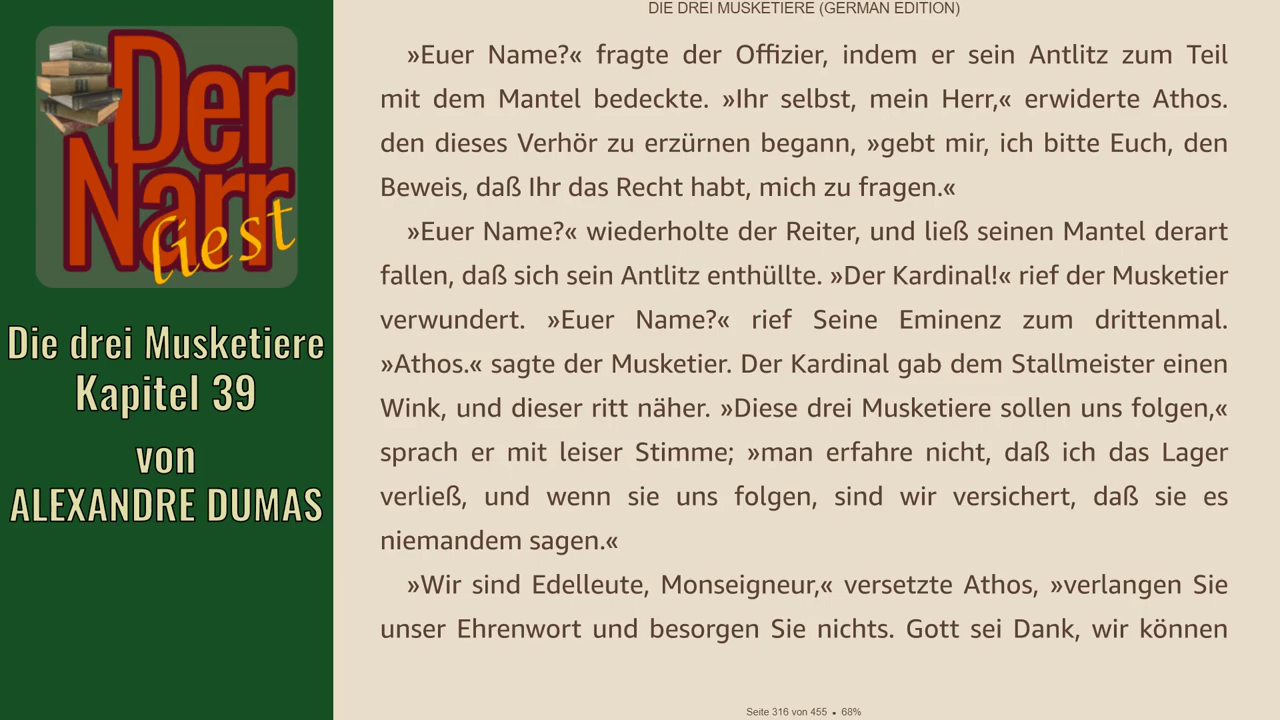 Der
Narr
liest
Die drei Musketiere
Kapitel 39
von
ALEXANDRE DUMAS
DIE DREI MUSKETIERE (GERMAN EDITION)
»Euer Name?« fragte der Offizier, indem er sein Antlitz zum Teil
mit dem Mantel bedeckte. »Ihr selbst, mein Herr,« erwiderte Athos.
den dieses Verhör zu erzürnen begann, »gebt mir, ich bitte Euch, den
Beweis, daß Ihr das Recht habt, mich zu fragen.«
»Euer Name?« wiederholte der Reiter, und ließ seinen Mantel derart
fallen, daß sich sein Antlitz enthüllte. »Der Kardinal!« rief der Musketier
verwundert. »Euer Name?« rief Seine Eminenz zum drittenmal.
»Athos.« sagte der Musketier. Der Kardinal gab dem Stallmeister einen
Wink, und dieser ritt näher. »Diese drei Musketiere sollen uns folgen,«
sprach er mit leiser Stimme; »man erfahre nicht, daß ich das Lager
verließ, und wenn sie uns folgen, sind wir versichert, daß sie es
niemandem sagen.«
»Wir sind Edelleute, Monseigneur,« versetzte Athos, »verlangen Sie
unser Ehrenwort und besorgen Sie nichts. Gott sei Dank, wir können
Seite 316 von 455 • 68%